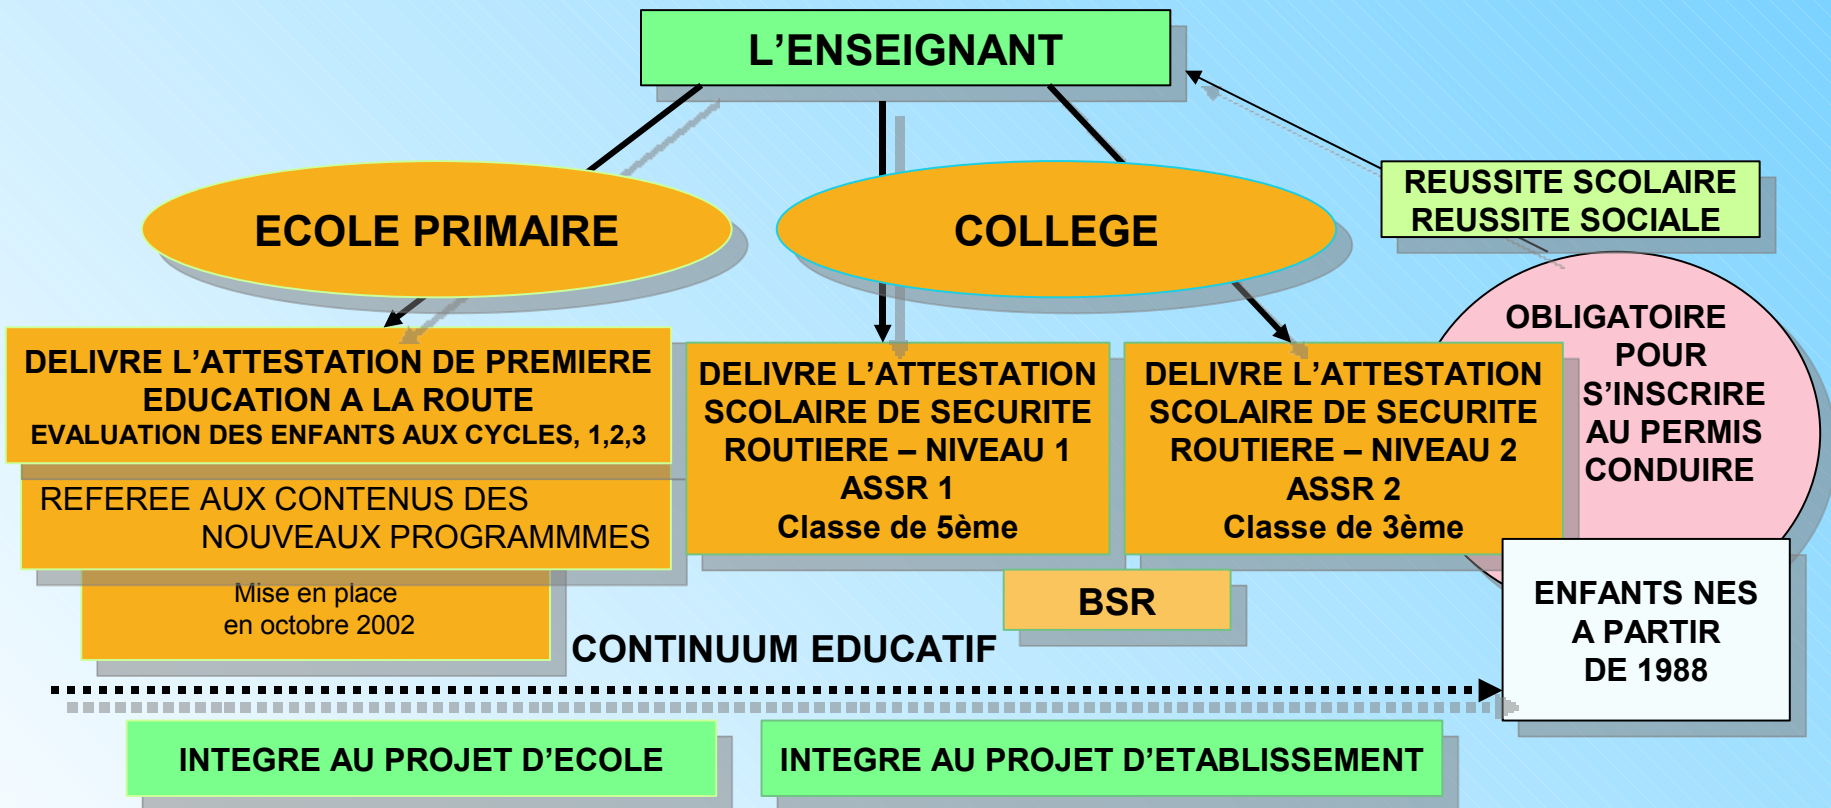 L’ENSEIGNANT
ECOLE PRIMAIRE
COLLEGE
REUSSITE SCOLAIRE
REUSSITE SOCIALE
DELIVRE L’ATTESTATION DE PREMIERE
EDUCATION A LA ROUTE
EVALUATION DES ENFANTS AUX CYCLES, 1,2,3
REFEREE AUX CONTENUS DES
NOUVEAUX PROGRAMMMES
Mise en place
en octobre 2002
DELIVRE L’ATTESTATION
SCOLAIRE DE SECURITE
ROUTIERE – NIVEAU 1
ASSR 1
Classe de 5ème
DELIVRE L’ATTESTATION
SCOLAIRE DE SECURITE
ROUTIERE – NIVEAU 2
ASSR 2
Classe de 3ème
OBLIGATOIRE
POUR
S’INSCRIRE
AU PERMIS
CONDUIRE
BSR
ENFANTS NES
A PARTIR
DE 1988
CONTINUUM EDUCATIF
INTEGRE AU PROJET D’ECOLE
INTEGRE AU PROJET D’ETABLISSEMENT